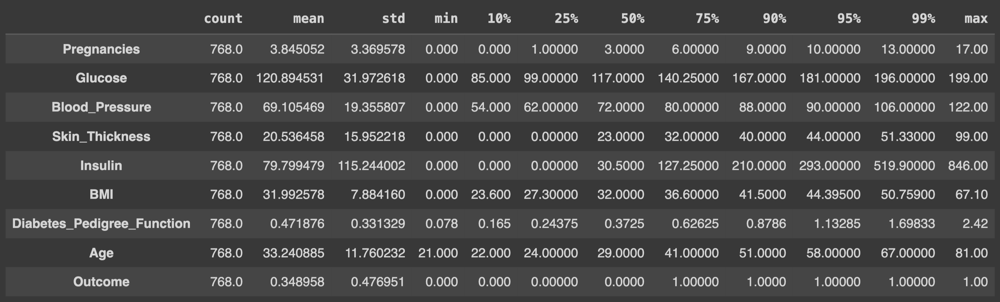 count mean std min 10% 25% 50% 75% 90% 95% 99% max
Pregnancies 768.0 3.845052 3.369578 0.000 0.000 1.00000 3.0000 6.00000 9.0000 10.00000 13.00000 17.00
Glucose 768.0 120.894531 31.972618 0.000 85.000 99.00000 117.0000 140.25000 167.0000 181.00000 196.00000 199.00
Blood_Pressure 768.0 69.105469 19.355807 0.000 54.000 62.00000 72.0000 80.00000 88.0000 90.00000 106.00000 122.00
Skin_Thickness 768.0 20.536458 15.952218 0.000 0.000 0.00000 23.0000 32.00000 40.0000 44.00000 51.33000 99.00
Insulin 768.0 79.799479 115.244002 0.000 0.000 0.00000 30.5000 127.25000 210.0000 293.00000 519.90000 846.00
BMI 768.0 31.992578 7.884160 0.000 23.600 27.30000 32.0000 36.60000 41.5000 44.39500 50.75900 67.10
Diabetes_Pedigree_Function 768.0 0.471876 0.331329 0.078 0.165 0.24375 0.3725 0.62625 0.8786 1.13285 1.69833 2.42
Age 768.0 33.240885 11.760232 21.000 22.000 24.00000 29.0000 41.00000 51.0000 58.00000 67.00000 81.00
Outcome 768.0 0.348958 0.476951 0.000 0.000 0.00000 0.0000 1.00000 1.0000 1.00000 1.00000 1.00